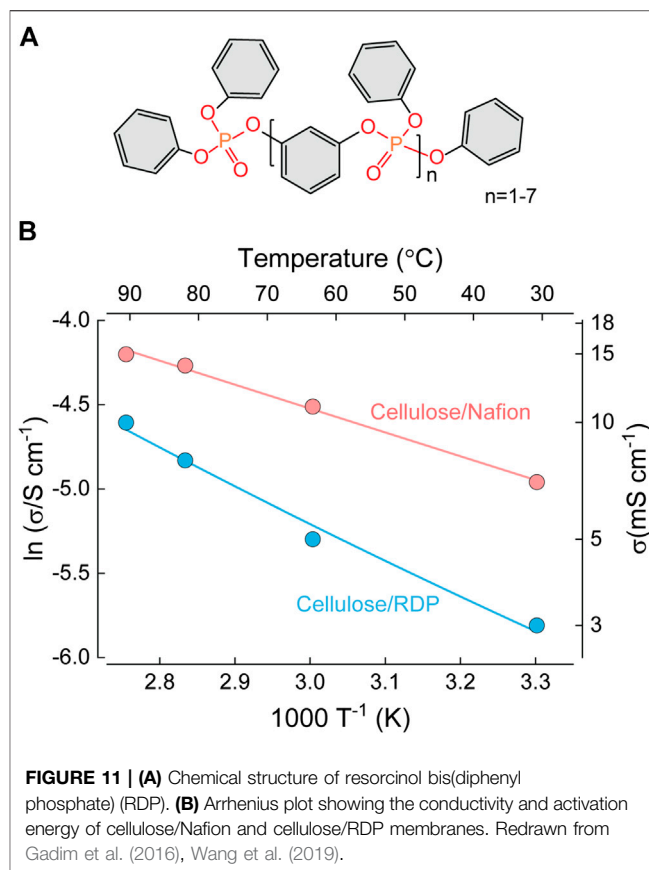 A
O
O
P
O
O
O
P
O
O
O
n
n=1-7
B
Temperature (°C)
90 80 70 60 50 40 30
-4.0
-4.5
-5.0
-5.5
-6.0
ln (σ/S cm⁻¹)
18
15
10
5
3
σ(mS cm⁻¹)
Cellulose/Nafion
Cellulose/RDP
2.8 2.9 3.0 3.1 3.2 3.3
1000 T⁻¹ (K)
FIGURE 11 | (A) Chemical structure of resorcinol bis(diphenyl
phosphate) (RDP). (B) Arrhenius plot showing the conductivity and activation
energy of cellulose/Nafion and cellulose/RDP membranes. Redrawn from
Gadim et al. (2016), Wang et al. (2019).